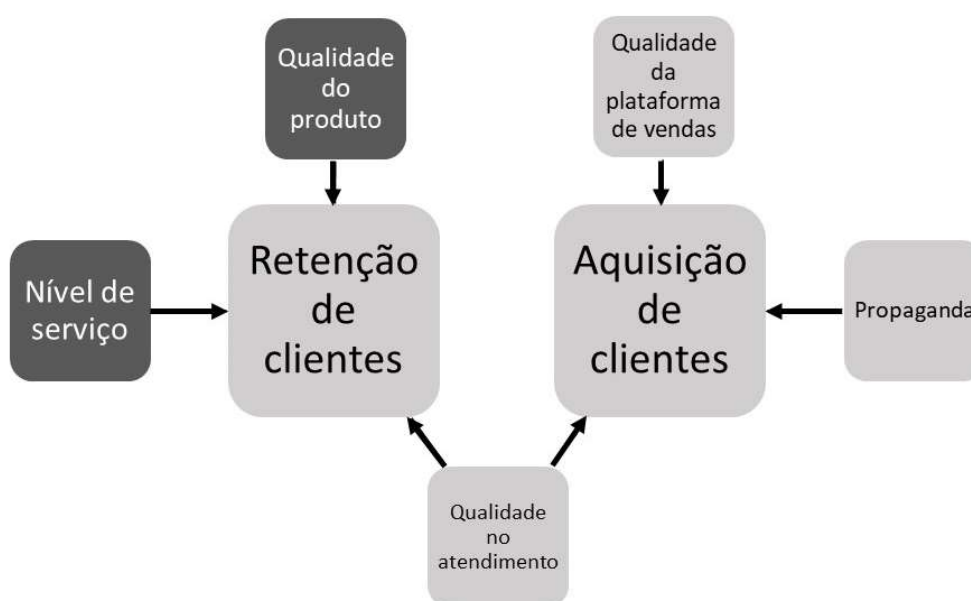 Qualidade
do
produto
Qualidade
da
plataforma
de vendas
Nível de
serviço
Retenção
de
clientes
Aquisição
de
clientes
Propaganda
Qualidade
no
atendimento